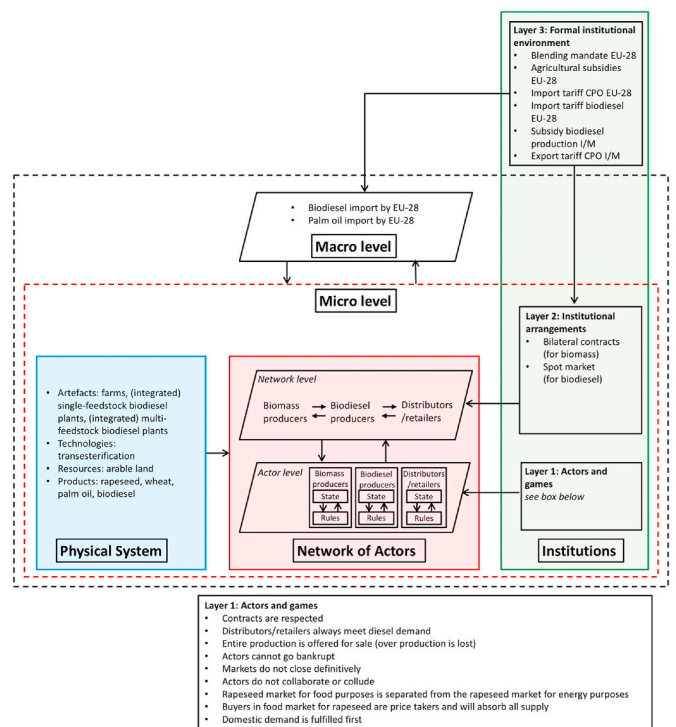 Layer 3: Formal institutional
environment
• Blending mandate EU-28
• Agricultural subsidies
EU-28
• Import tariff CPO EU-28
• Import tariff biodiesel
EU-28
• Subsidy biodiesel
production I/M
• Export tariff CPO I/M
• Biodiesel import by EU-28
• Palm oil import by EU-28
Macro level
Micro level
Layer 2: Institutional
arrangements
• Bilateral contracts
(for biomass)
• Spot market
(for biodiesel)
• Artefacts: farms, (integrated)
single-feedstock biodiesel
plants, (integrated) multi-
feedstock biodiesel plants
• Technologies:
transesterification
• Resources: arable land
• Products: rapeseed, wheat,
palm oil, biodiesel
Physical System
Network level
Biomass producers
Biodiesel producers
Distributors /retailers
Actor level
Biomass producers
State
Rules
Biodiesel producers
State
Rules
Distributors /retailers
State
Rules
Network of Actors
Layer 1: Actors and
games
see box below
Institutions
Layer 1: Actors and games
• Contracts are respected
• Distributors/retailers always meet diesel demand
• Entire production is offered for sale (over production is lost)
• Actors cannot go bankrupt
• Markets do not close definitively
• Actors do not collaborate or collude
• Rapeseed market for food purposes is separated from the rapeseed market for energy purposes
• Buyers in food market for rapeseed are price takers and will absorb all supply
• Domestic demand is fulfilled first